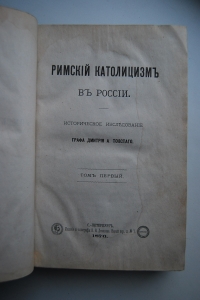 РИМСКІЙ КАТОЛИЦИЗМЪ
ВЪ РОССІИ.
ИСТОРИЧЕСКОЕ ИЗСЛѢДОВАНІЕ
ГРАФА ДМИТРІЯ А. ТОЛСТАГО.
ТОМЪ ПЕРВЫЙ
С.-ПЕТЕРБУРГЪ.